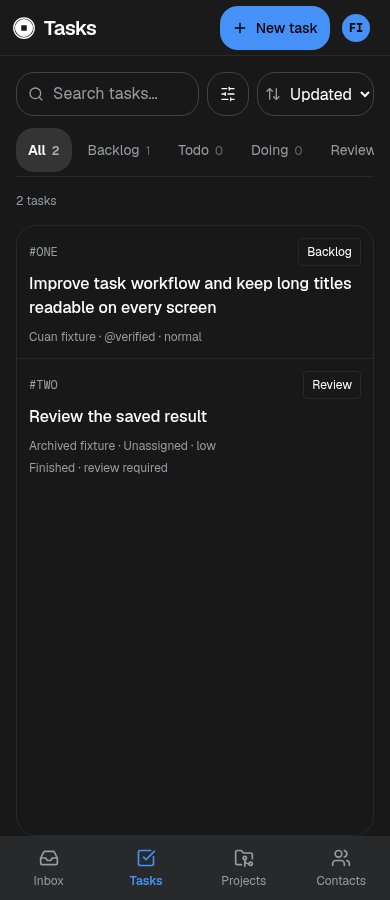 Tasks
New task
FI
Search tasks...
Updated
All 2
Backlog 1
Todo 0
Doing 0
Review
2 tasks
#ONE
Backlog
Improve task workflow and keep long titles
readable on every screen
Cuan fixture · @verified · normal
#TWO
Review
Review the saved result
Archived fixture · Unassigned · low
Finished · review required
Inbox
Tasks
Projects
Contacts